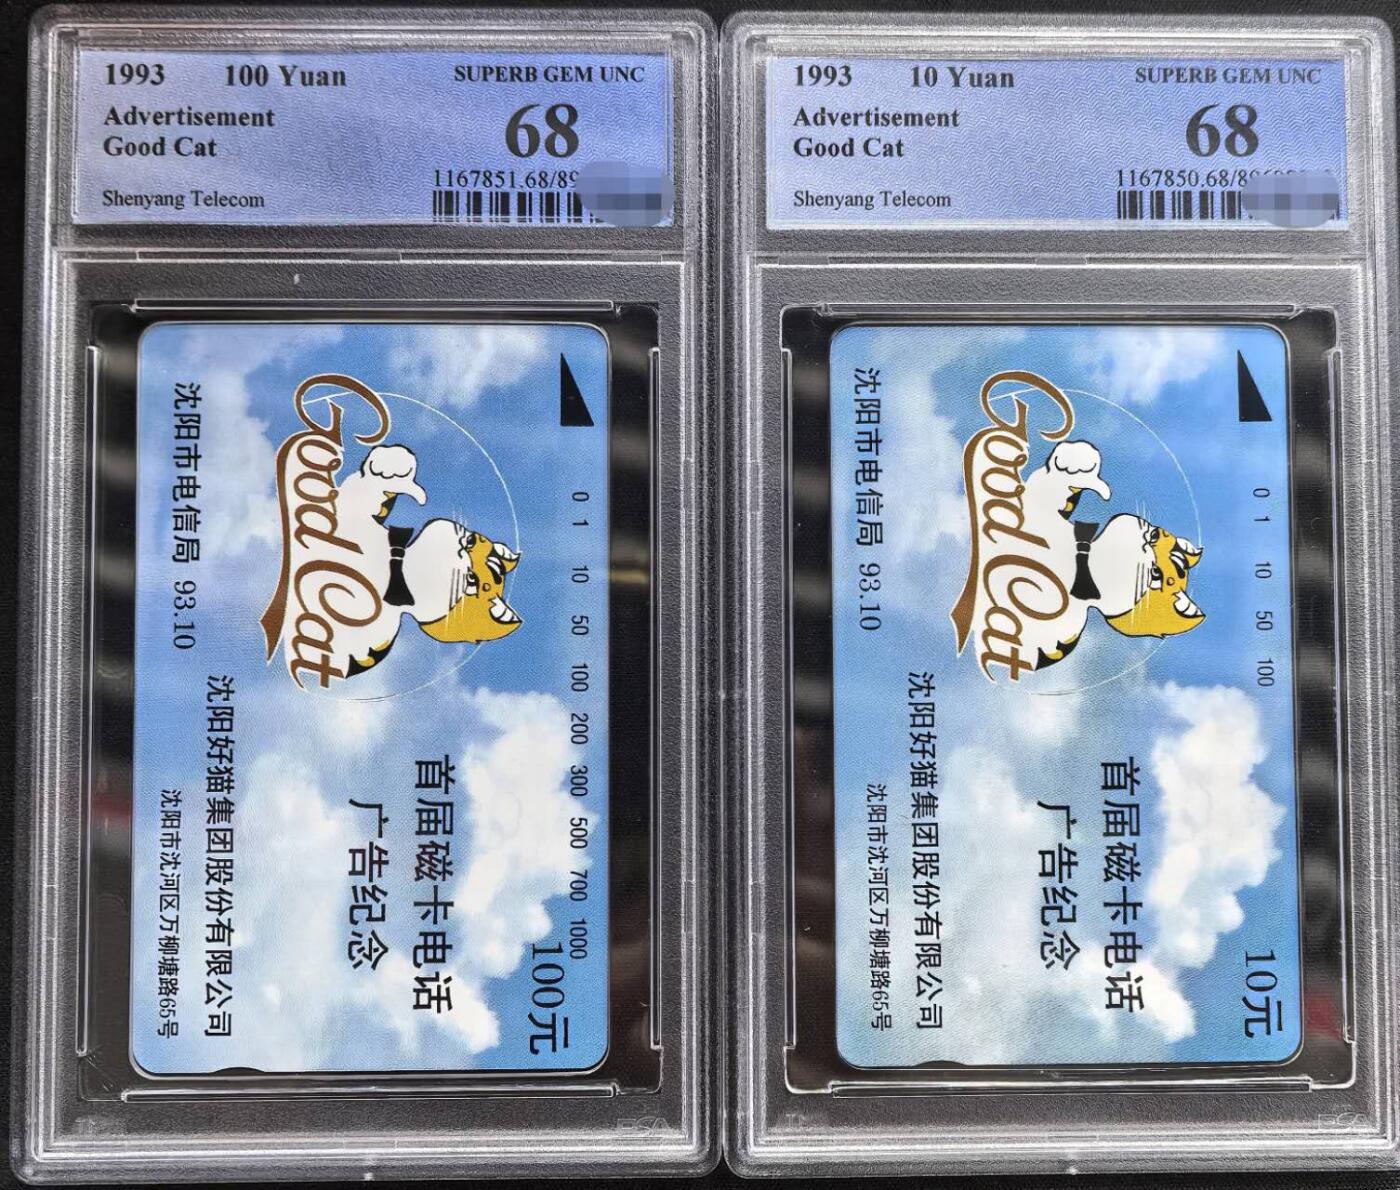 1993 100 Yuan SUPERB GEM UNC
Advertisement
Good Cat
68
1167851.68/89
Shenyang Telecom
沈阳市电信局 93.10
Good Cat
0 1 10 50 100 200 300 500 700 1000
首届磁卡电话
广告纪念
100元
沈阳好猫集团股份有限公司
沈阳市沈河区万柳塘路65号
1993 10 Yuan SUPERB GEM UNC
Advertisement
Good Cat
68
1167850.68/89
Shenyang Telecom
沈阳市电信局 93.10
Good Cat
0 1 10 50 100
首届磁卡电话
广告纪念
10元
沈阳好猫集团股份有限公司
沈阳市沈河区万柳塘路65号